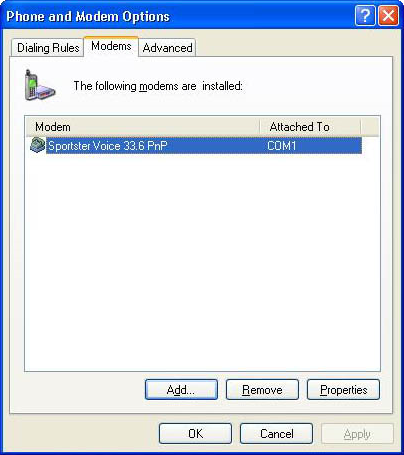 Phone and Modem Options
Dialing Rules Modems Advanced
The following modems are installed:
Modem Attached To
Sportster Voice 33.6 PnP COM1
Add... Remove Properties
OK Cancel Apply